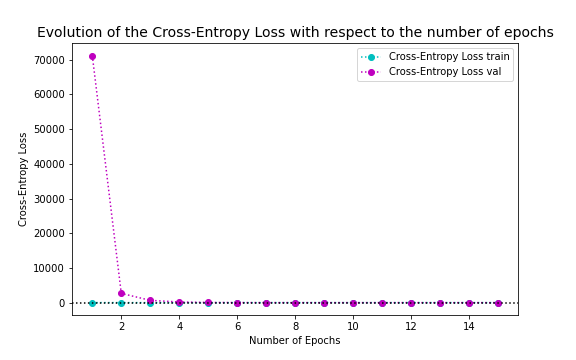 Evolution of the Cross-Entropy Loss with respect to the number of epochs
Cross-Entropy Loss train
Cross-Entropy Loss val
Cross-Entropy Loss
70000
60000
50000
40000
30000
20000
10000
0
2 4 6 8 10 12 14
Number of Epochs